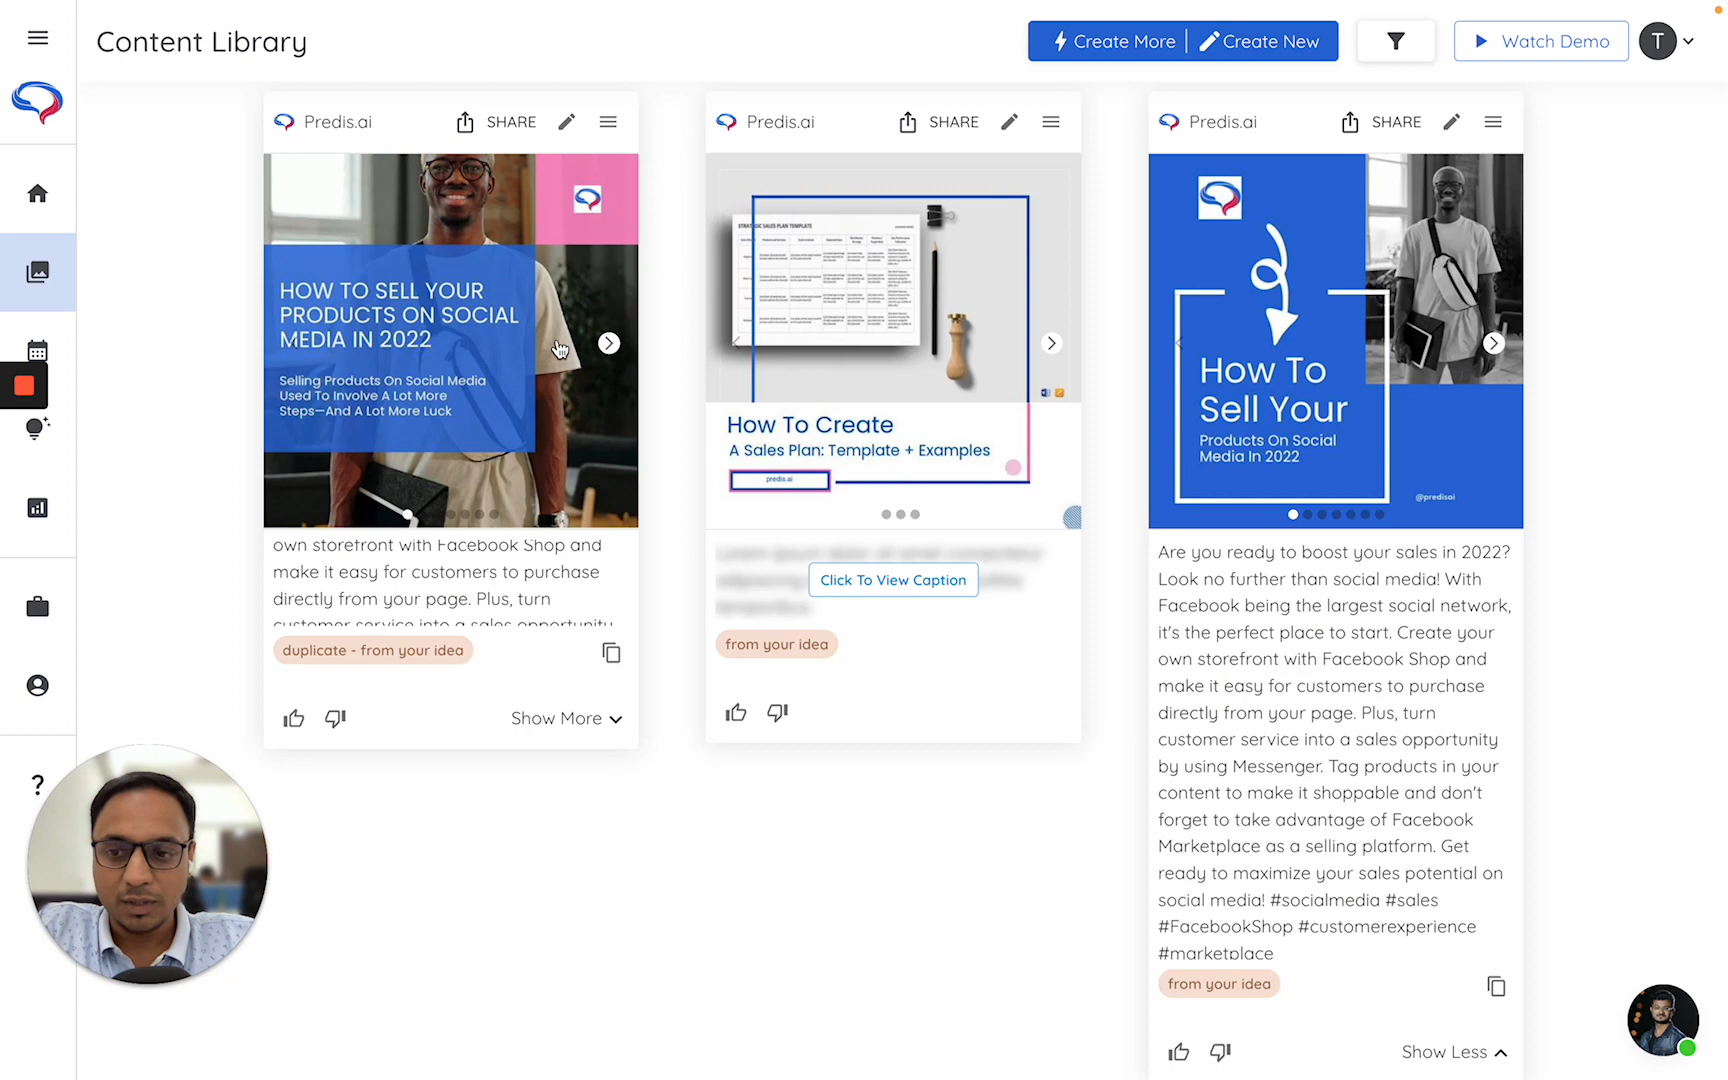 Content Library
Create More
Create New
Watch Demo
T
Predis.ai
SHARE
HOW TO SELL YOUR
PRODUCTS ON SOCIAL
MEDIA IN 2022
Selling Products On Social Media
Used To Involve A Lot More
Steps—And A Lot More Luck
own storefront with Facebook Shop and
make it easy for customers to purchase
directly from your page. Plus, turn
customer service into a sales opportunity
duplicate - from your idea
Show More
Predis.ai
SHARE
SALES PLAN TEMPLATE
How To Create
A Sales Plan: Template + Examples
predis.ai
Click To View Caption
from your idea
Predis.ai
SHARE
How To
Sell Your
Products On Social
Media In 2022
@predisai
Are you ready to boost your sales in 2022?
Look no further than social media! With
Facebook being the largest social network,
it's the perfect place to start. Create your
own storefront with Facebook Shop and
make it easy for customers to purchase
directly from your page. Plus, turn
customer service into a sales opportunity
by using Messenger. Tag products in your
content to make it shoppable and don't
forget to take advantage of Facebook
Marketplace as a selling platform. Get
ready to maximize your sales potential on
social media! #socialmedia #sales
#FacebookShop #customerexperience
#marketplace
from your idea
Show Less
?